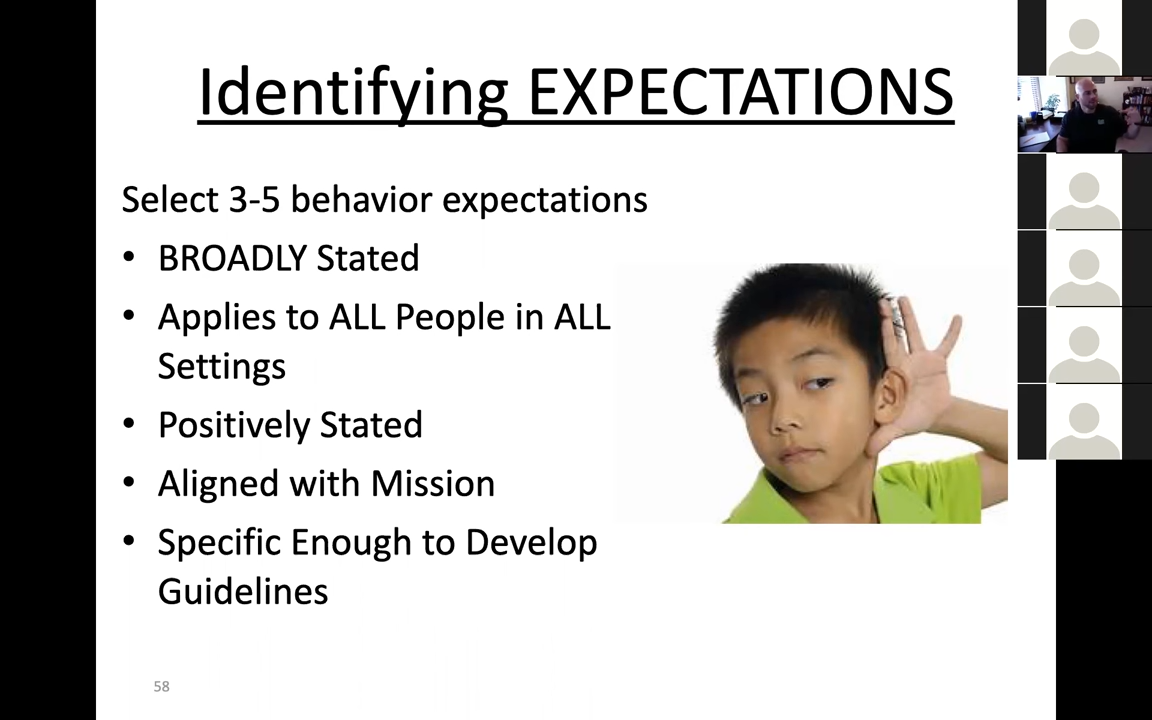 Identifying EXPECTATIONS
Select 3-5 behavior expectations
• BROADLY Stated
• Applies to ALL People in ALL
Settings
• Positively Stated
• Aligned with Mission
• Specific Enough to Develop
Guidelines
58